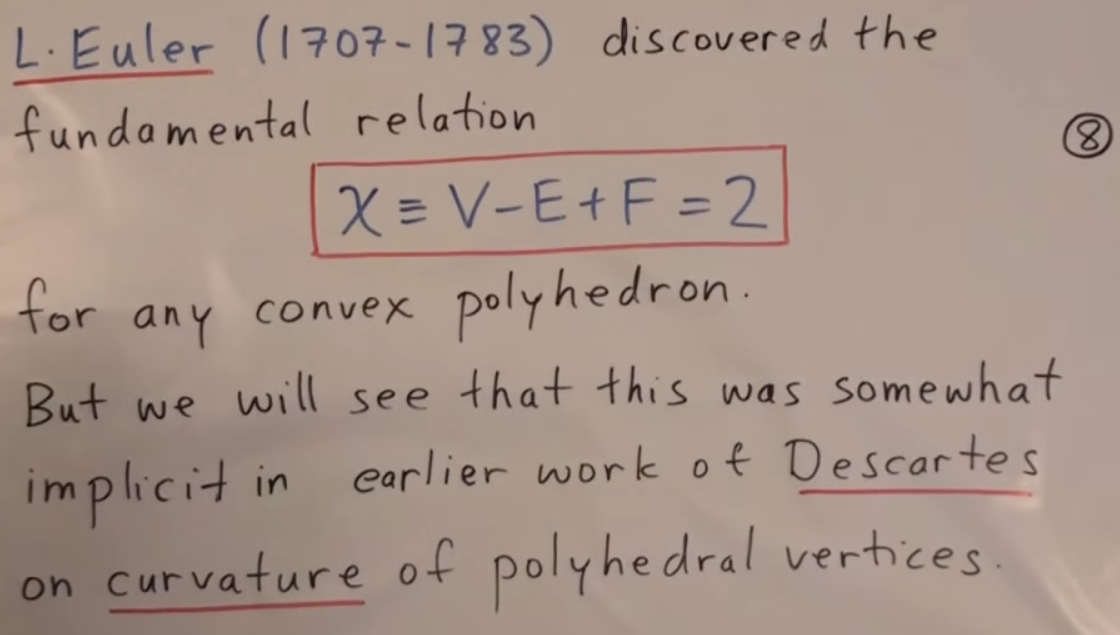 L. Euler (1707-1783) discovered the
fundamental relation
⑧
χ ≡ V-E+F = 2
for any convex polyhedron.
But we will see that this was somewhat
implicit in earlier work of Descartes
on curvature of polyhedral vertices.